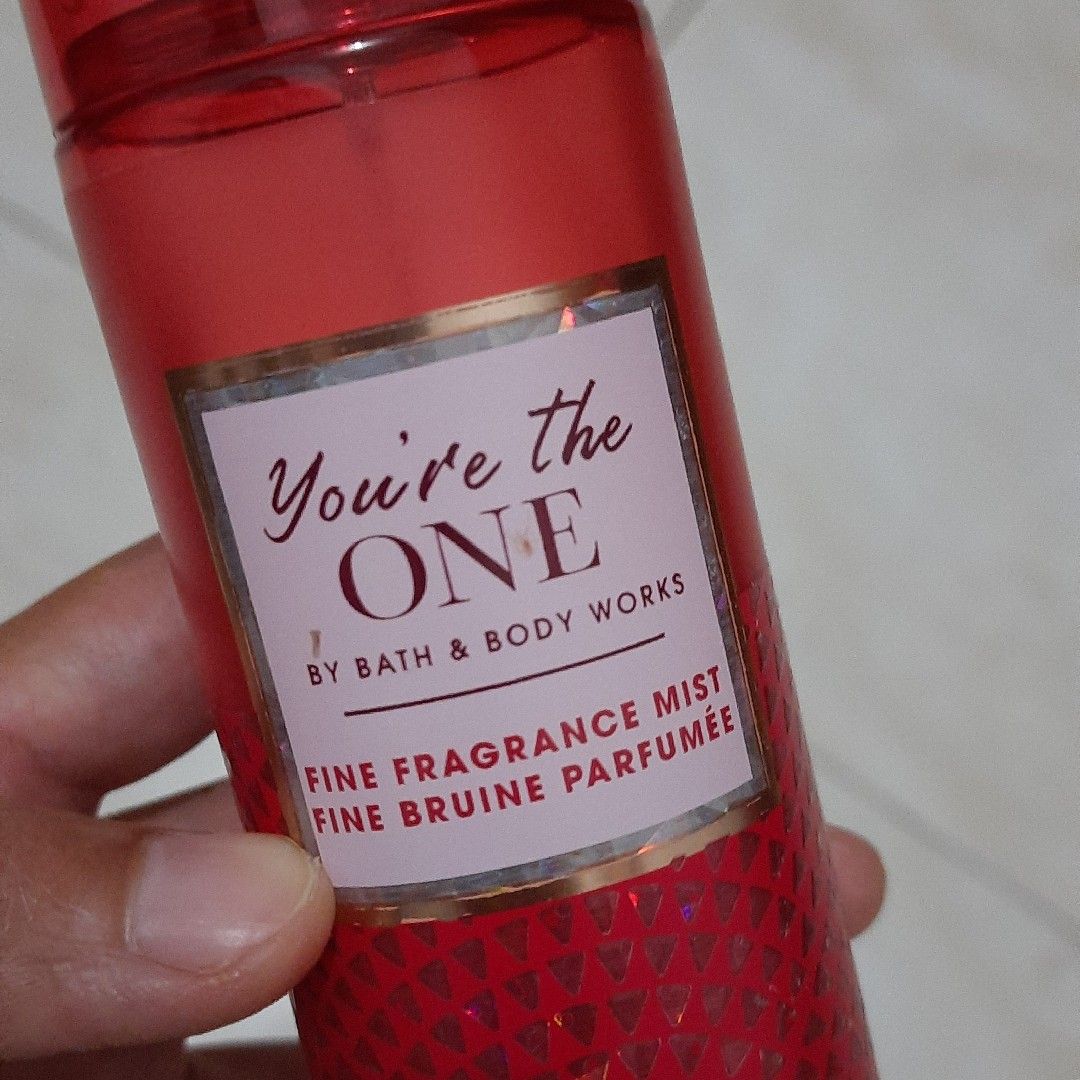 You're the
ONE
BY BATH & BODY WORKS
FINE FRAGRANCE MIST
FINE BRUINE PARFUMÉE